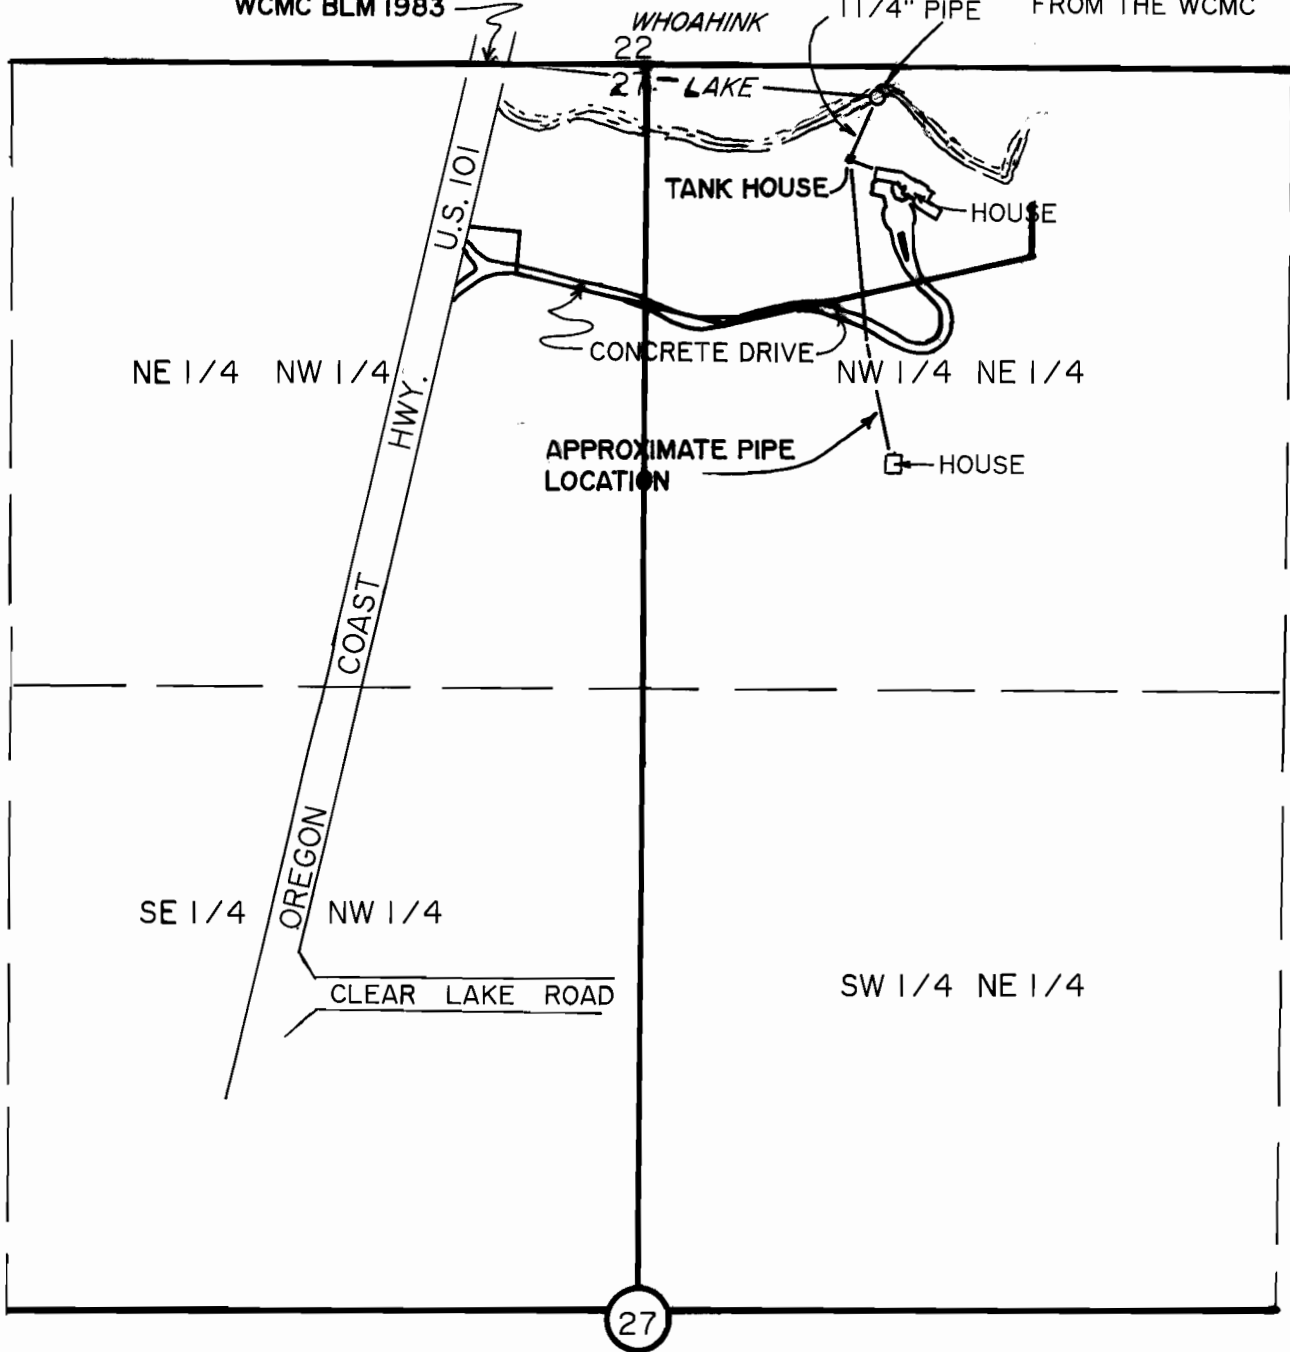 WCMC BLM 1983
WHOAHINK
1 1/4" PIPE
FROM THE WCMC
22
27
LAKE
TANK HOUSE
HOUSE
U.S. 101
CONCRETE DRIVE
NE 1/4 NW 1/4
NW 1/4 NE 1/4
HWY.
APPROXIMATE PIPE
LOCATION
HOUSE
COAST
OREGON
SE 1/4 NW 1/4
CLEAR LAKE ROAD
SW 1/4 NE 1/4
27